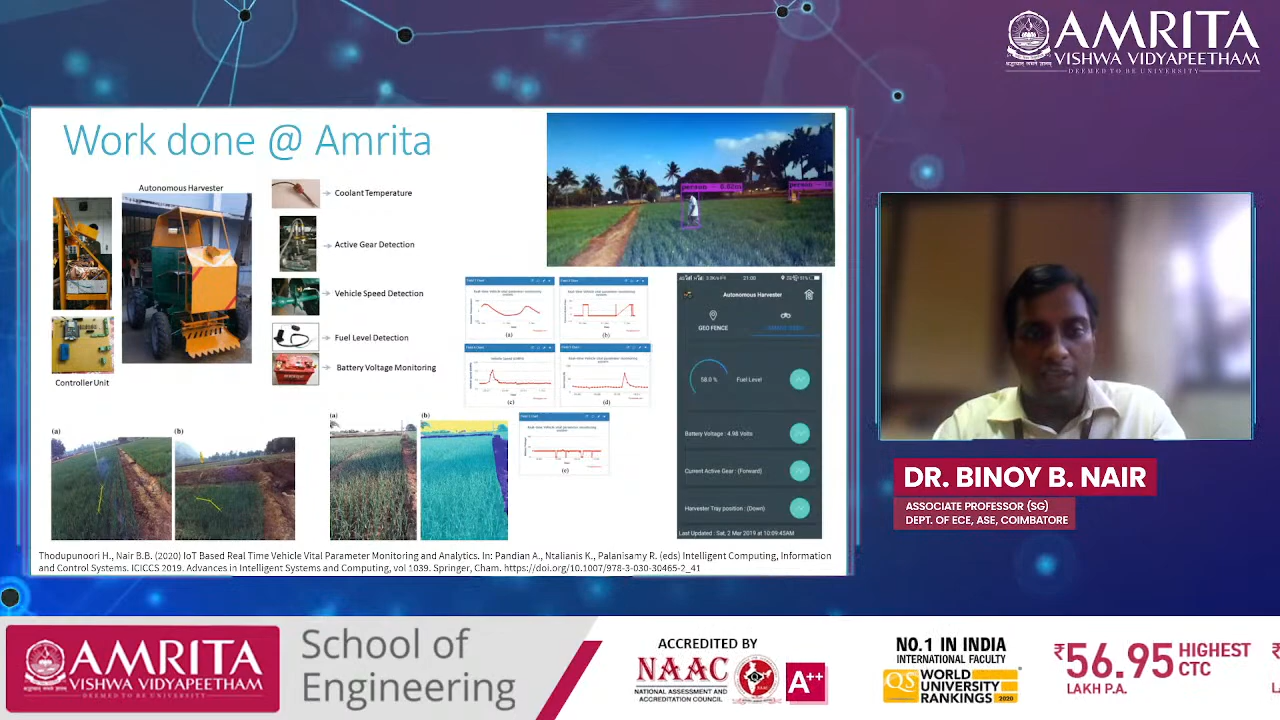 AMRITA
VISHWA VIDYAPEETHAM
DEEMED TO BE UNIVERSITY
Work done @ Amrita
Autonomous Harvester
Controller Unit
Coolant Temperature
Active Gear Detection
Vehicle Speed Detection
Fuel Level Detection
Battery Voltage Monitoring
person
person
(a)
(b)
(c)
(d)
(e)
Autonomous Harvester
GEO FENCE
58.0 %
Fuel Level
Battery Voltage : 4.98 Volts
Current Active Gear : (Forward)
Harvester Tray position : (Down)
Last Updated : Sat, 2 Mar 2019 at 10:09:45AM
(a)
(b)
(a)
(b)
Thodupunoori H., Nair B.B. (2020) IoT Based Real Time Vehicle Vital Parameter Monitoring and Analytics. In: Pandian A., Ntalianis K., Palanisamy R. (eds) Intelligent Computing, Information
and Control Systems. ICICCS 2019. Advances in Intelligent Systems and Computing, vol 1039. Springer, Cham. https://doi.org/10.1007/978-3-030-30465-2_41
DR. BINOY B. NAIR
ASSOCIATE PROFESSOR (SG)
DEPT. OF ECE, ASE, COIMBATORE
AMRITA
VISHWA VIDYAPEETHAM
DEEMED TO BE UNIVERSITY
School of
Engineering
ACCREDITED BY
NAAC
NATIONAL ASSESSMENT AND
ACCREDITATION COUNCIL
A++
NO.1 IN INDIA
INTERNATIONAL FACULTY
QS WORLD
UNIVERSITY
RANKINGS 2020
₹56.95 HIGHEST
CTC
LAKH P.A.